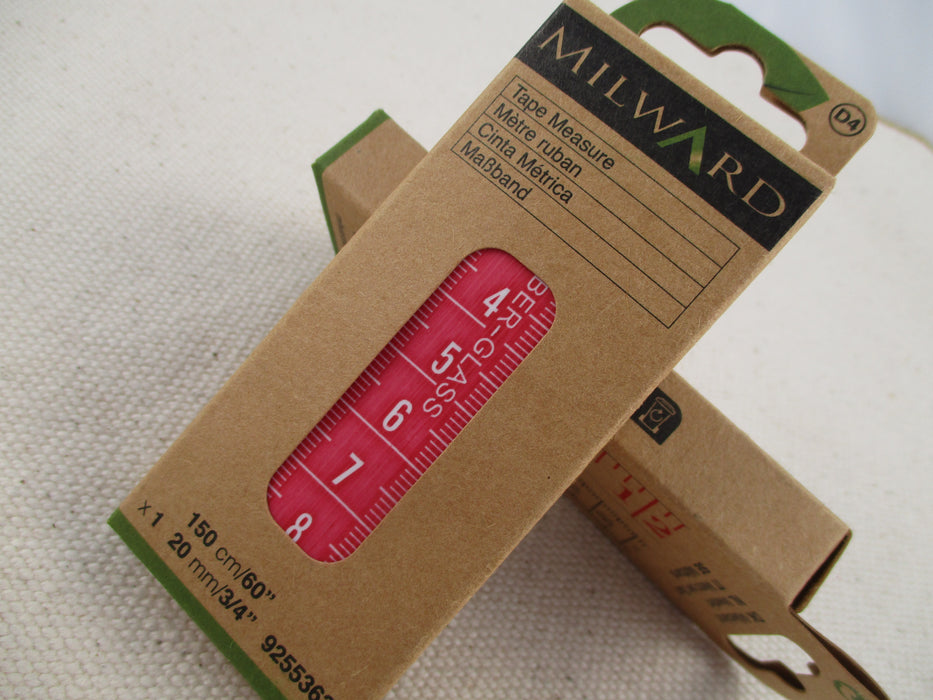 MILWARD
D4
Tape Measure
Mètre ruban
Cinta Métrica
Maßband
BER-GLASS
4
5
6
7
8
x 1 150 cm/60”
20 mm/3/4”
925536